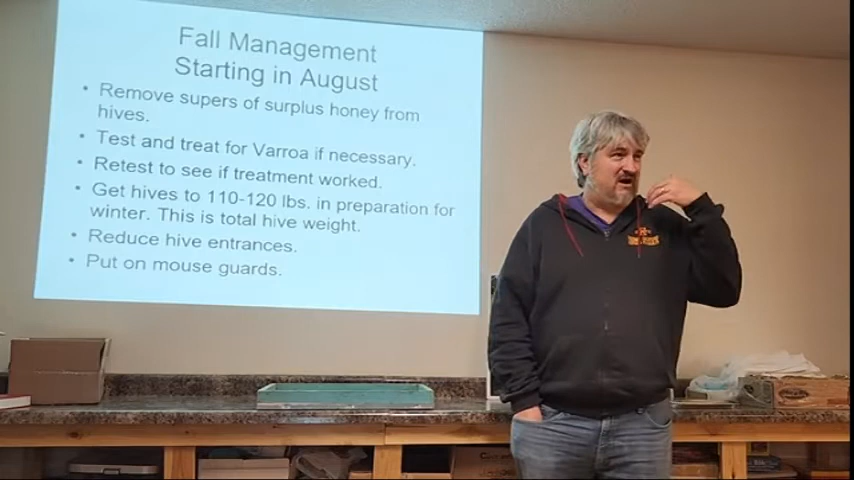 Fall Management
Starting in August
• Remove supers of surplus honey from
hives.
• Test and treat for Varroa if necessary.
• Retest to see if treatment worked.
• Get hives to 110-120 lbs. in preparation for
winter. This is total hive weight.
• Reduce hive entrances.
• Put on mouse guards.